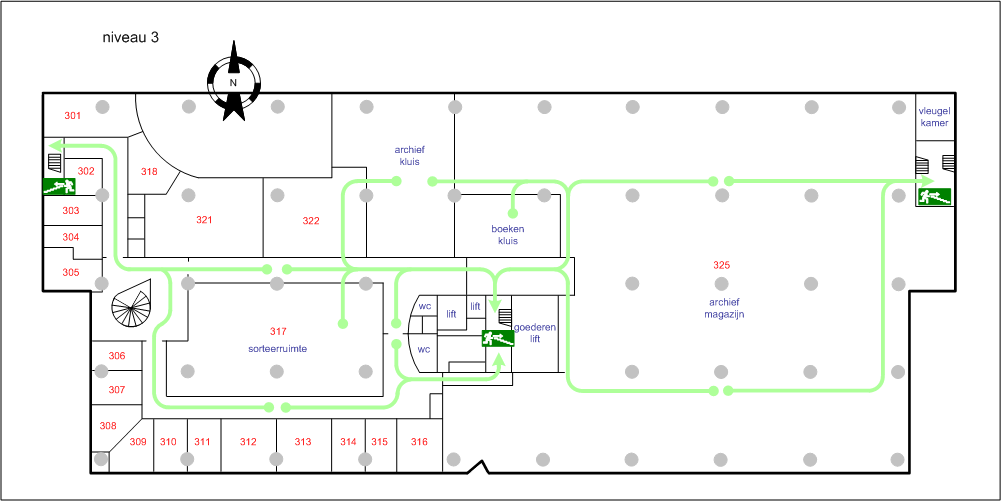 niveau 3
N
301
vleugel
kamer
archief
kluis
302
318
303
321
322
304
boeken
kluis
305
325
archief
magazijn
wc
lift
lift
317
sorteerruimte
goederen
lift
wc
306
307
308
309
310
311
312
313
314
315
316